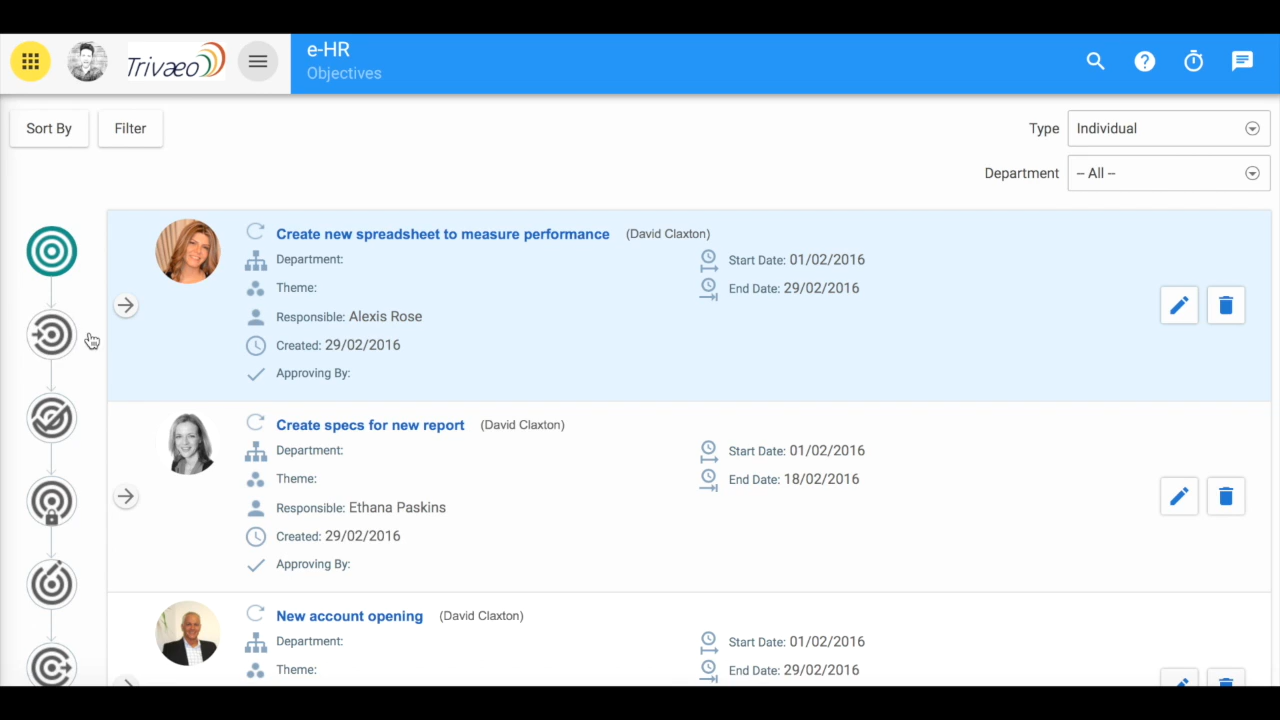 Trivaeo
e-HR
Objectives
Sort By
Filter
Type
Individual
Department
-- All --
Create new spreadsheet to measure performance (David Claxton)
Department:
Start Date: 01/02/2016
Theme:
End Date: 29/02/2016
Responsible: Alexis Rose
Created: 29/02/2016
Approving By:
Create specs for new report (David Claxton)
Department:
Start Date: 01/02/2016
Theme:
End Date: 18/02/2016
Responsible: Ethana Paskins
Created: 29/02/2016
Approving By:
New account opening (David Claxton)
Department:
Start Date: 01/02/2016
Theme:
End Date: 29/02/2016